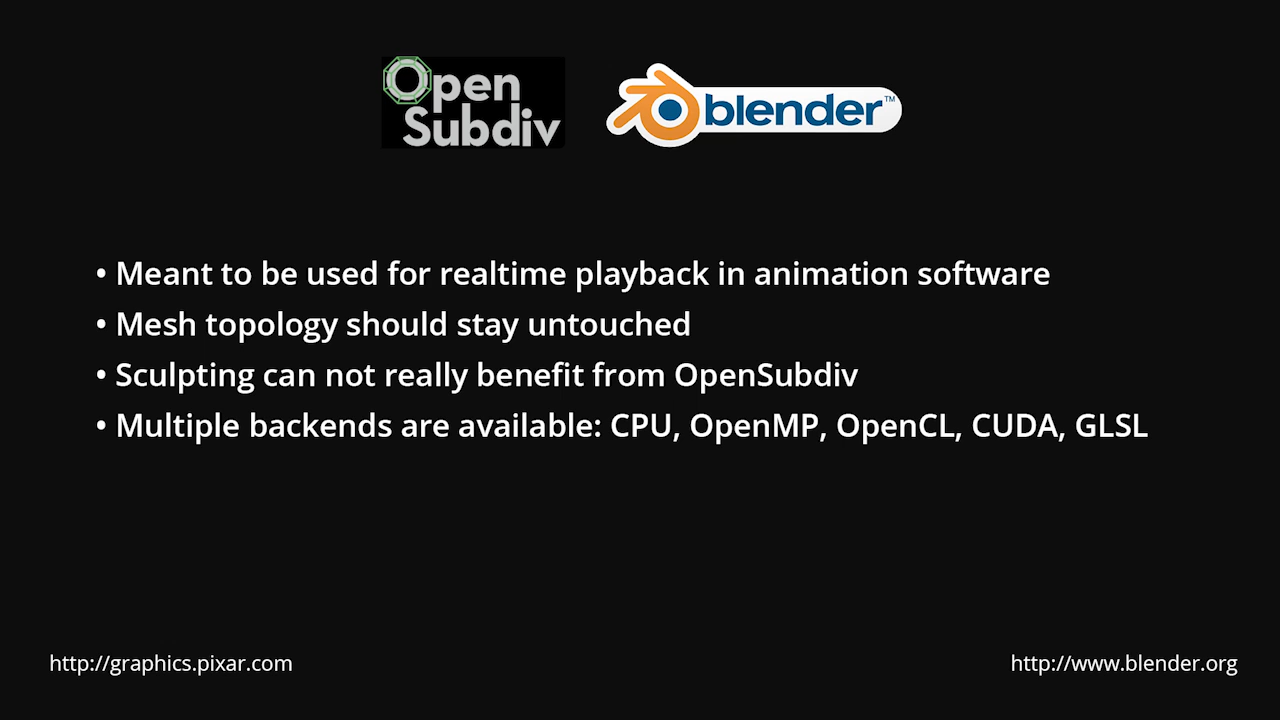 Open
Subdiv
blender™
• Meant to be used for realtime playback in animation software
• Mesh topology should stay untouched
• Sculpting can not really benefit from OpenSubdiv
• Multiple backends are available: CPU, OpenMP, OpenCL, CUDA, GLSL
http://graphics.pixar.com
http://www.blender.org